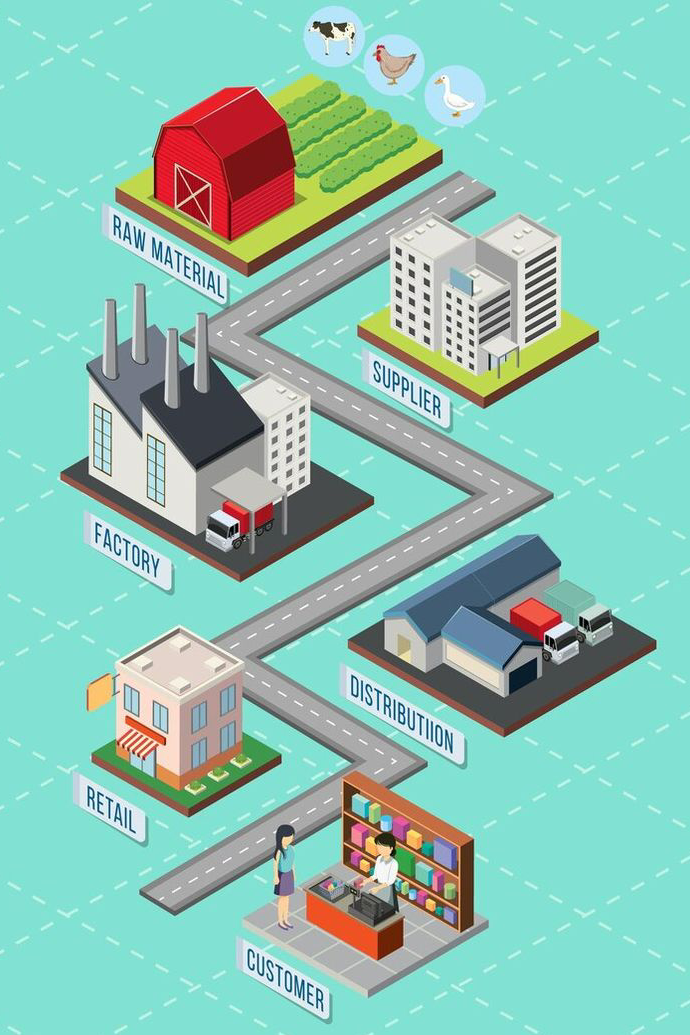 RAW MATERIAL
SUPPLIER
FACTORY
DISTRIBUTIION
RETAIL
CUSTOMER